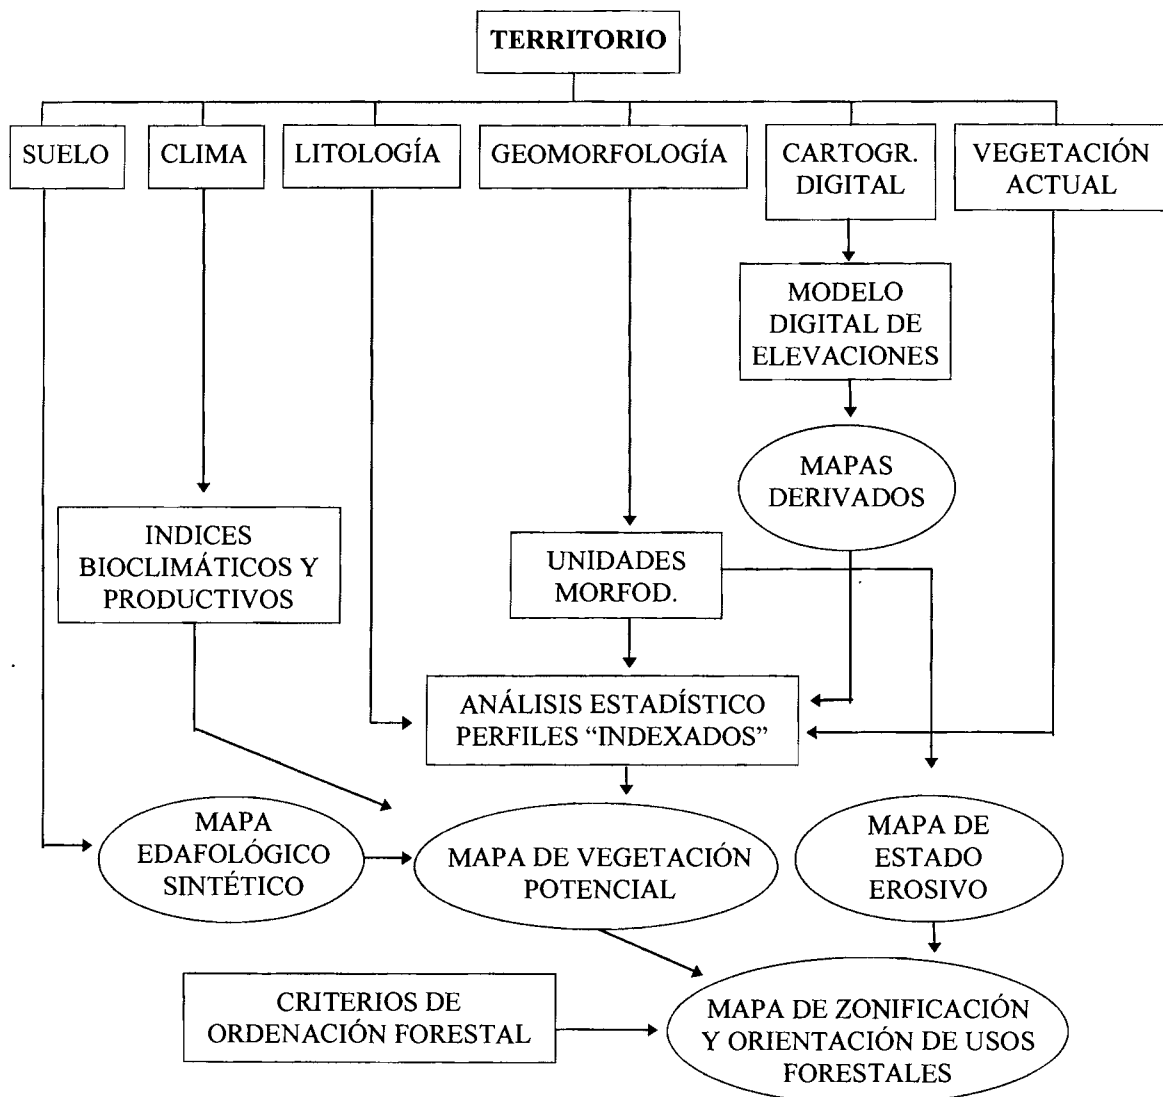 TERRITORIO
SUELO
CLIMA
LITOLOGÍA
GEOMORFOLOGÍA
CARTOGR.
DIGITAL
VEGETACIÓN
ACTUAL
MODELO
DIGITAL DE
ELEVACIONES
MAPAS
DERIVADOS
INDICES
BIOCLIMÁTICOS Y
PRODUCTIVOS
UNIDADES
MORFOD.
ANÁLISIS ESTADÍSTICO
PERFILES “INDEXADOS”
MAPA
EDAFOLÓGICO
SINTÉTICO
MAPA DE VEGETACIÓN
POTENCIAL
MAPA DE
ESTADO
EROSIVO
CRITERIOS DE
ORDENACIÓN FORESTAL
MAPA DE ZONIFICACIÓN
Y ORIENTACIÓN DE USOS
FORESTALES